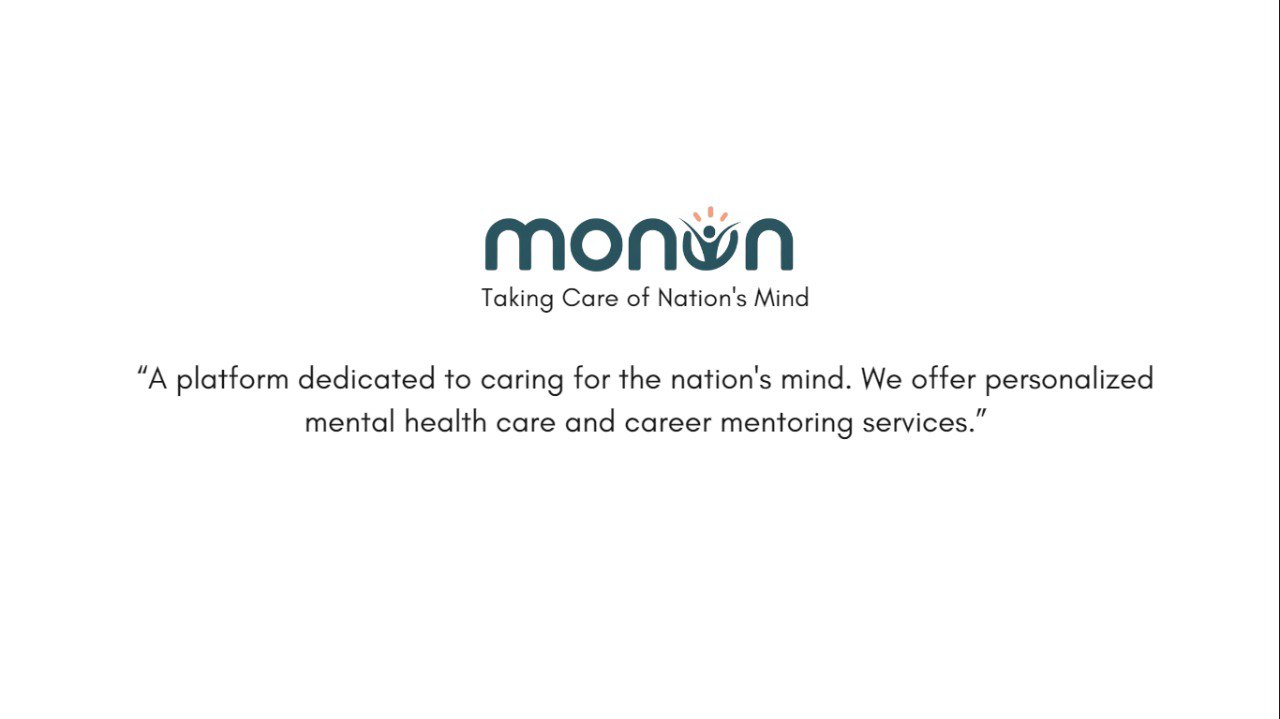 monun
Taking Care of Nation's Mind
“A platform dedicated to caring for the nation's mind. We offer personalized
mental health care and career mentoring services.”